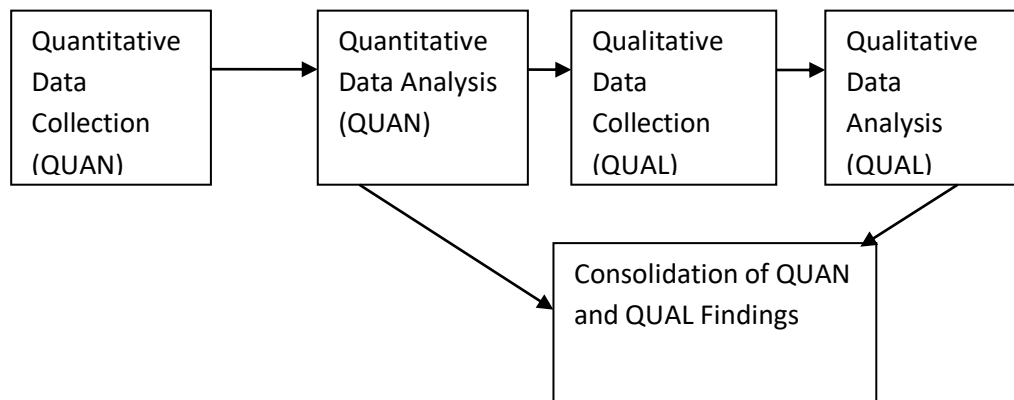 Quantitative
Data
Collection
(QUAN)
Quantitative
Data Analysis
(QUAN)
Qualitative
Data
Collection
(QUAL)
Qualitative
Data
Analysis
(QUAL)
Consolidation of QUAN
and QUAL Findings